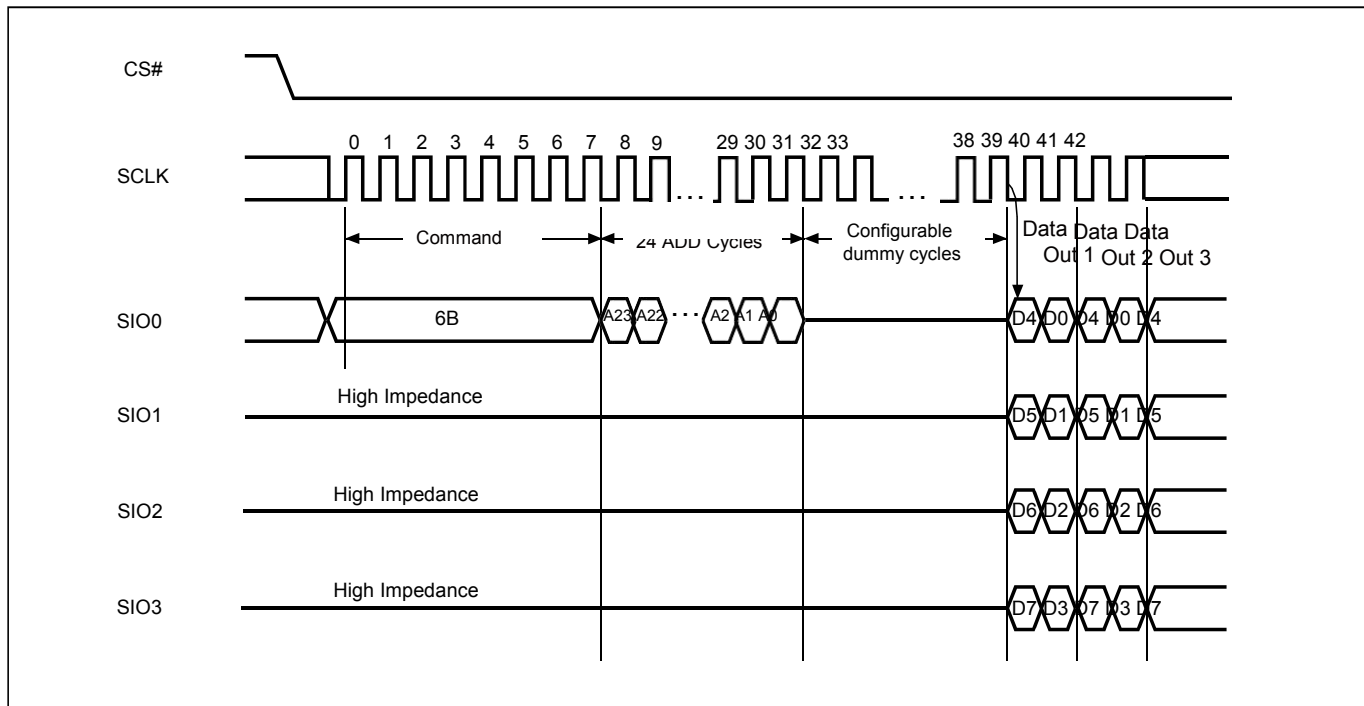 CS#
0 1 2 3 4 5 6 7 8 9 29 30 31 32 33 38 39 40 41 42
SCLK
... ...
Command
24 ADD Cycles
Configurable
dummy cycles
Data Data Data
Out 1 Out 2 Out 3
SIO0
6B
A23 A22 ... A2 A1 A0
D4 D0 D4 D0 D4
High Impedance
SIO1
D5 D1 D5 D1 D5
High Impedance
SIO2
D6 D2 D6 D2 D6
High Impedance
SIO3
D7 D3 D7 D3 D7